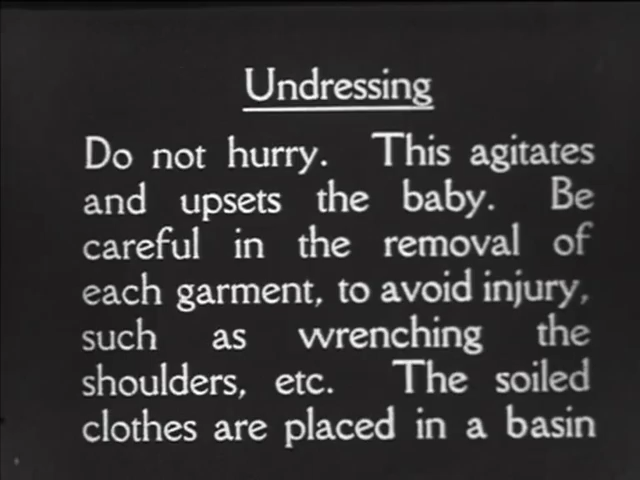 Undressing
Do not hurry. This agitates
and upsets the baby. Be
careful in the removal of
each garment, to avoid injury,
such as wrenching the
shoulders, etc. The soiled
clothes are placed in a basin